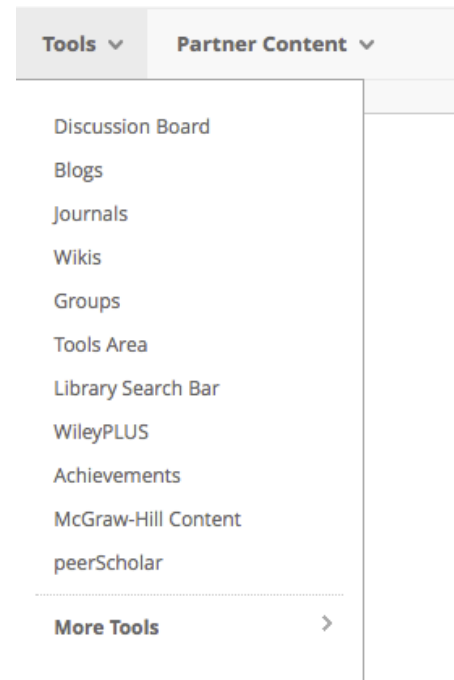 Tools Partner Content
Discussion Board
Blogs
Journals
Wikis
Groups
Tools Area
Library Search Bar
WileyPLUS
Achievements
McGraw-Hill Content
peerScholar
More Tools